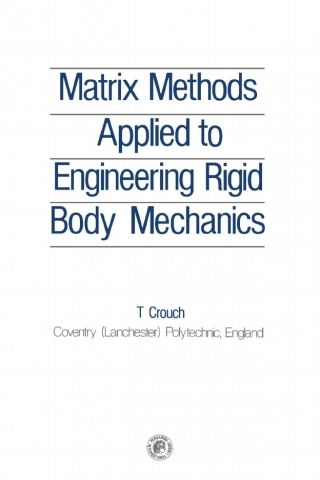 Matrix Methods
Applied to
Engineering Rigid
Body Mechanics
T Crouch
Coventry (Lanchester) Polytechnic, England